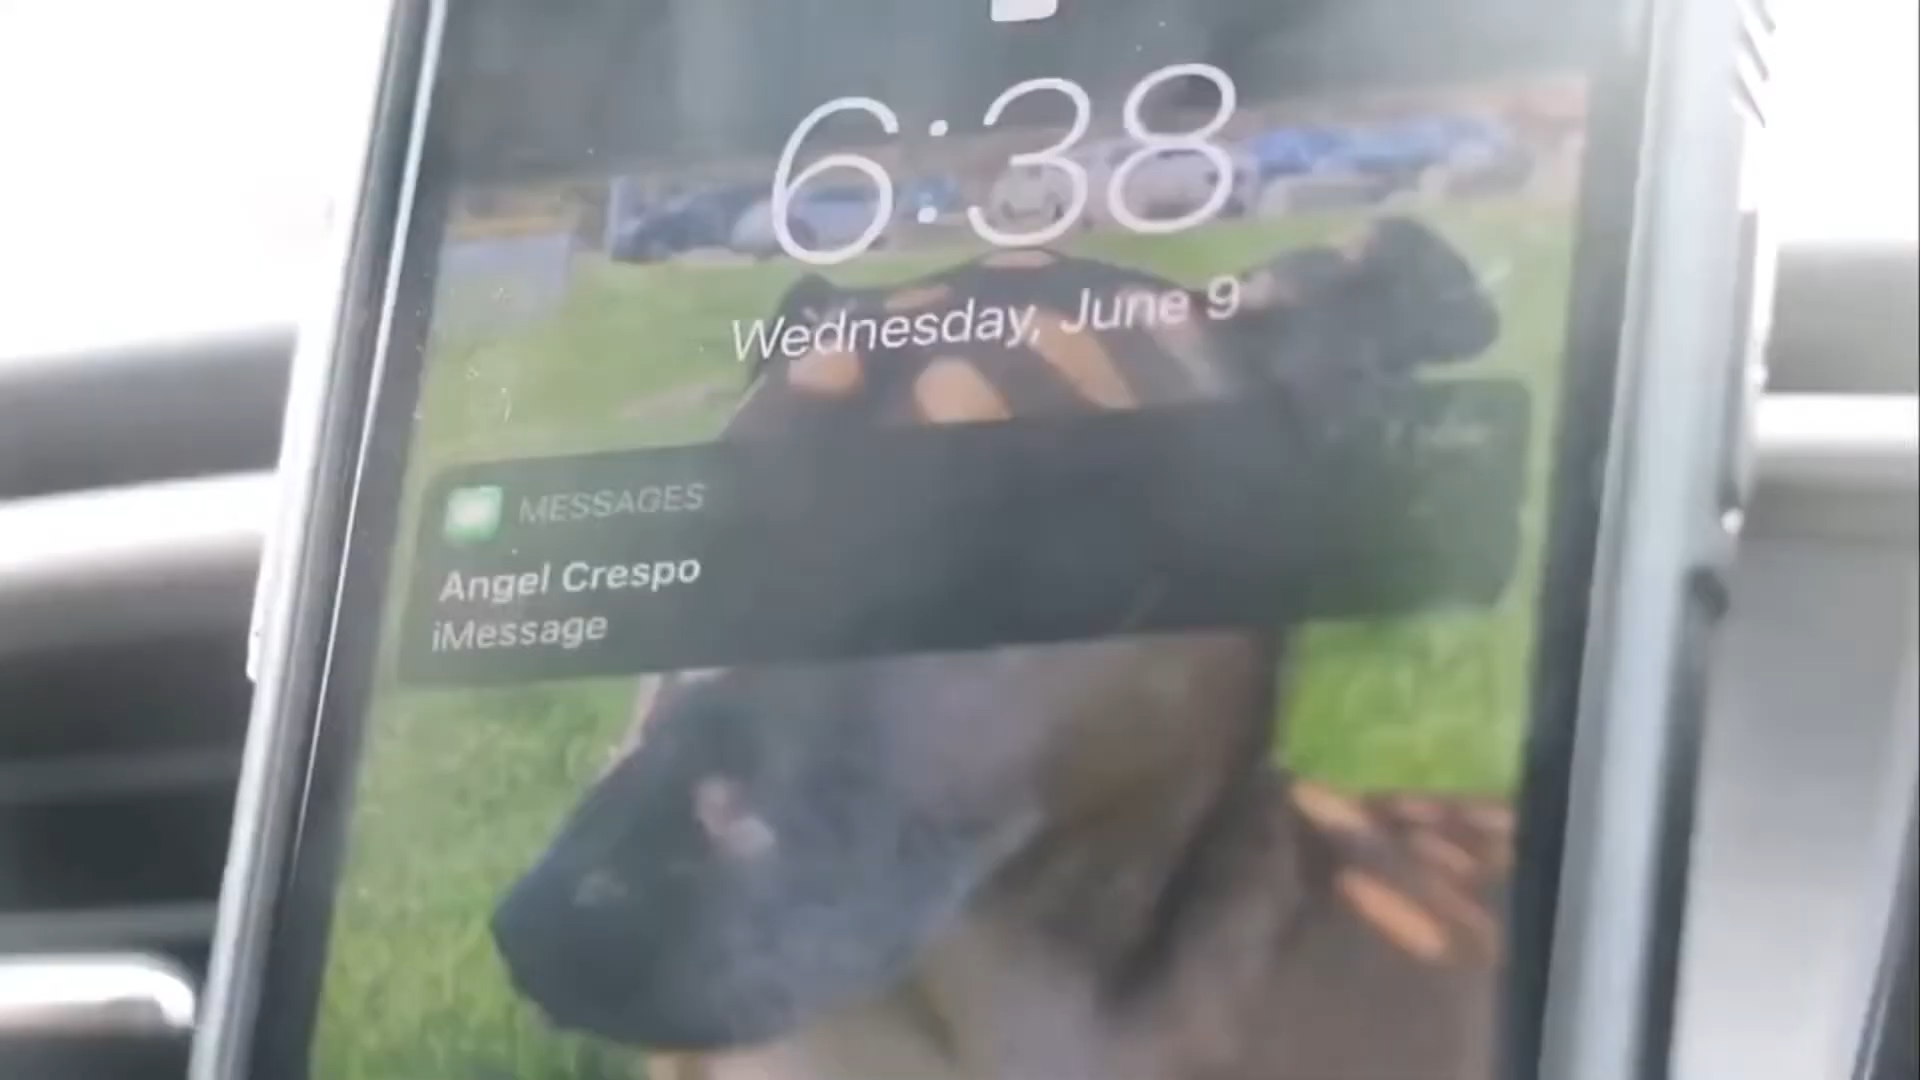 6:38
Wednesday, June 9
MESSAGES
Angel Crespo
iMessage